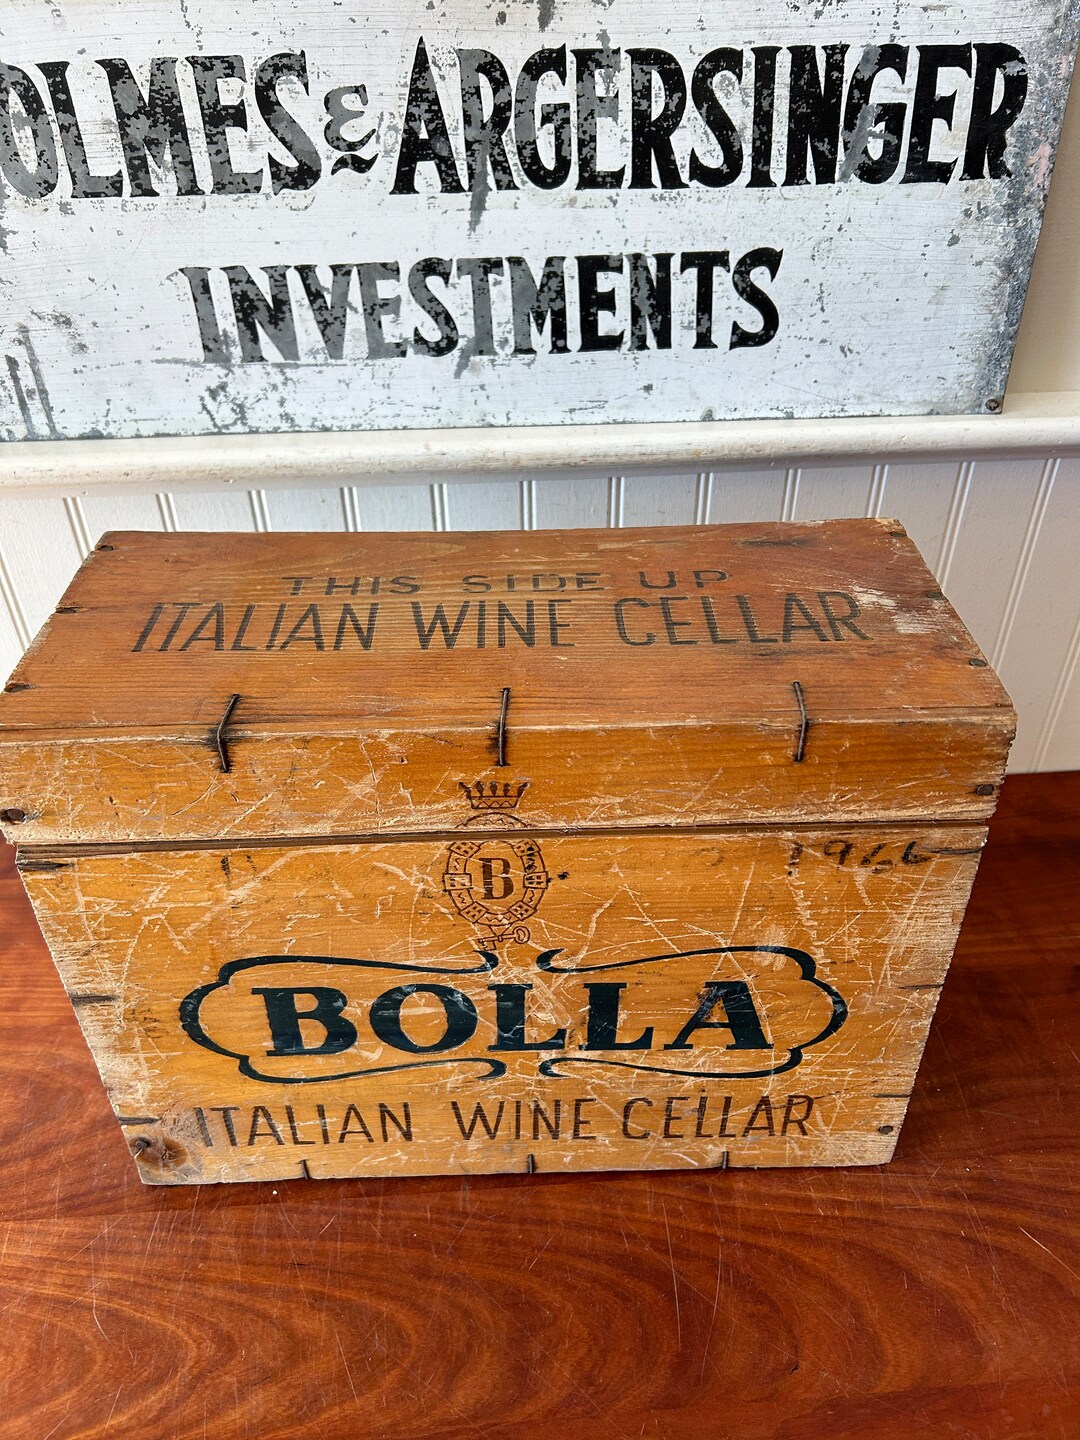 OLMES & ARGERSINGER
INVESTMENTS
THIS SIDE UP
ITALIAN WINE CELLAR
B
1966
BOLLA
ITALIAN WINE CELLAR